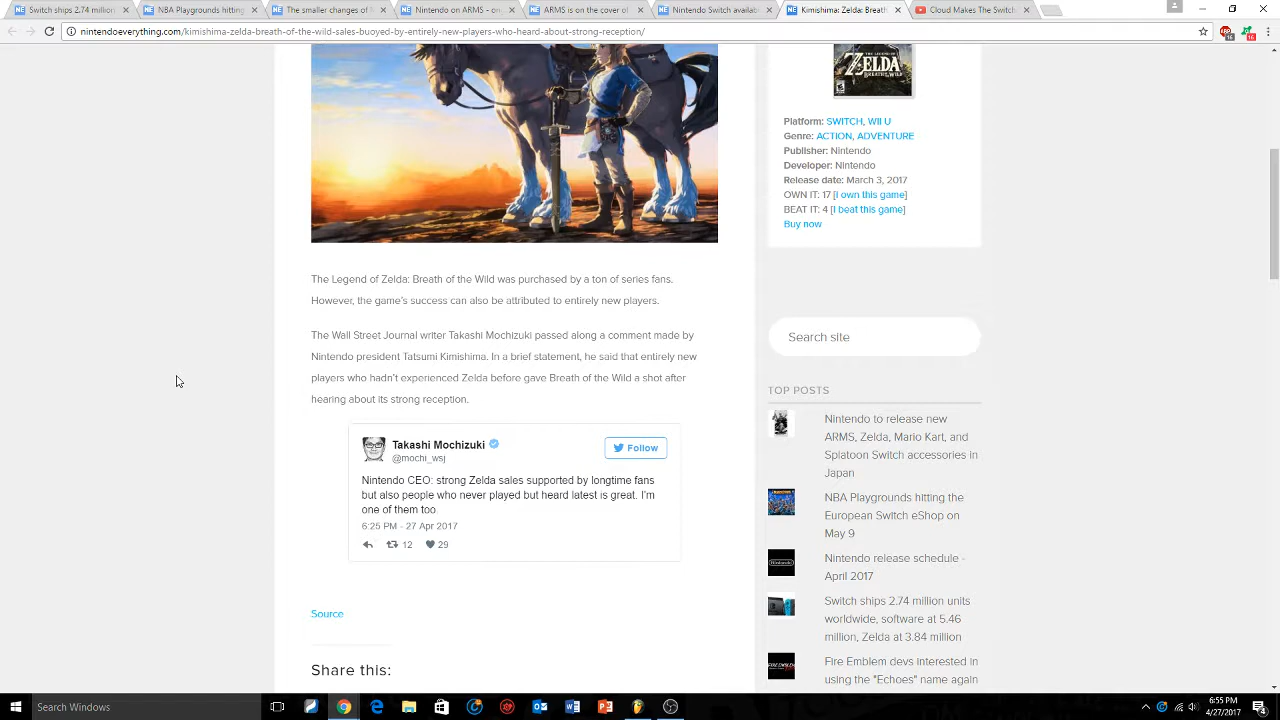 Switch ships 2.74 million
NBA Playgrounds hitting
The smaller changes of
NIntendo on
ARMS is the cover of
Nintendo Switch availab
Kimishima: Zelda: Breath
Cloud Makes The Switch
nintendoeverything.com/kimishima-zelda-breath-of-the-wild-sales-buoyed-by-entirely-new-players-who-heard-about-strong-reception/
THE LEGEND OF
ZELDA
BREATH OF THE WILD
Platform: SWITCH, WII U
Genre: ACTION, ADVENTURE
Publisher: Nintendo
Developer: Nintendo
Release date: March 3, 2017
OWN IT: 17 [I own this game]
BEAT IT: 4 [I beat this game]
Buy now
The Legend of Zelda: Breath of the Wild was purchased by a ton of series fans.
However, the game's success can also be attributed to entirely new players.
The Wall Street Journal writer Takashi Mochizuki passed along a comment made by
Nintendo president Tatsumi Kimishima. In a brief statement, he said that entirely new
players who hadn't experienced Zelda before gave Breath of the Wild a shot after
hearing about its strong reception.
Takashi Mochizuki
@mochi_wsj
Follow
Nintendo CEO: strong Zelda sales supported by longtime fans
but also people who never played but heard latest is great. I'm
one of them too.
6:25 PM - 27 Apr 2017
12
29
Source
Share this:
Search site
TOP POSTS
Nintendo to release new
ARMS, Zelda, Mario Kart, and
Splatoon Switch accessories in
Japan
NBA Playgrounds hitting the
European Switch eShop on
May 9
Nintendo release schedule -
April 2017
Switch ships 2.74 million units
worldwide, software at 5.46
million, Zelda at 3.84 million
Fire Emblem devs interested in
using the "Echoes" name again
Search Windows
6:55 PM
4/27/2017